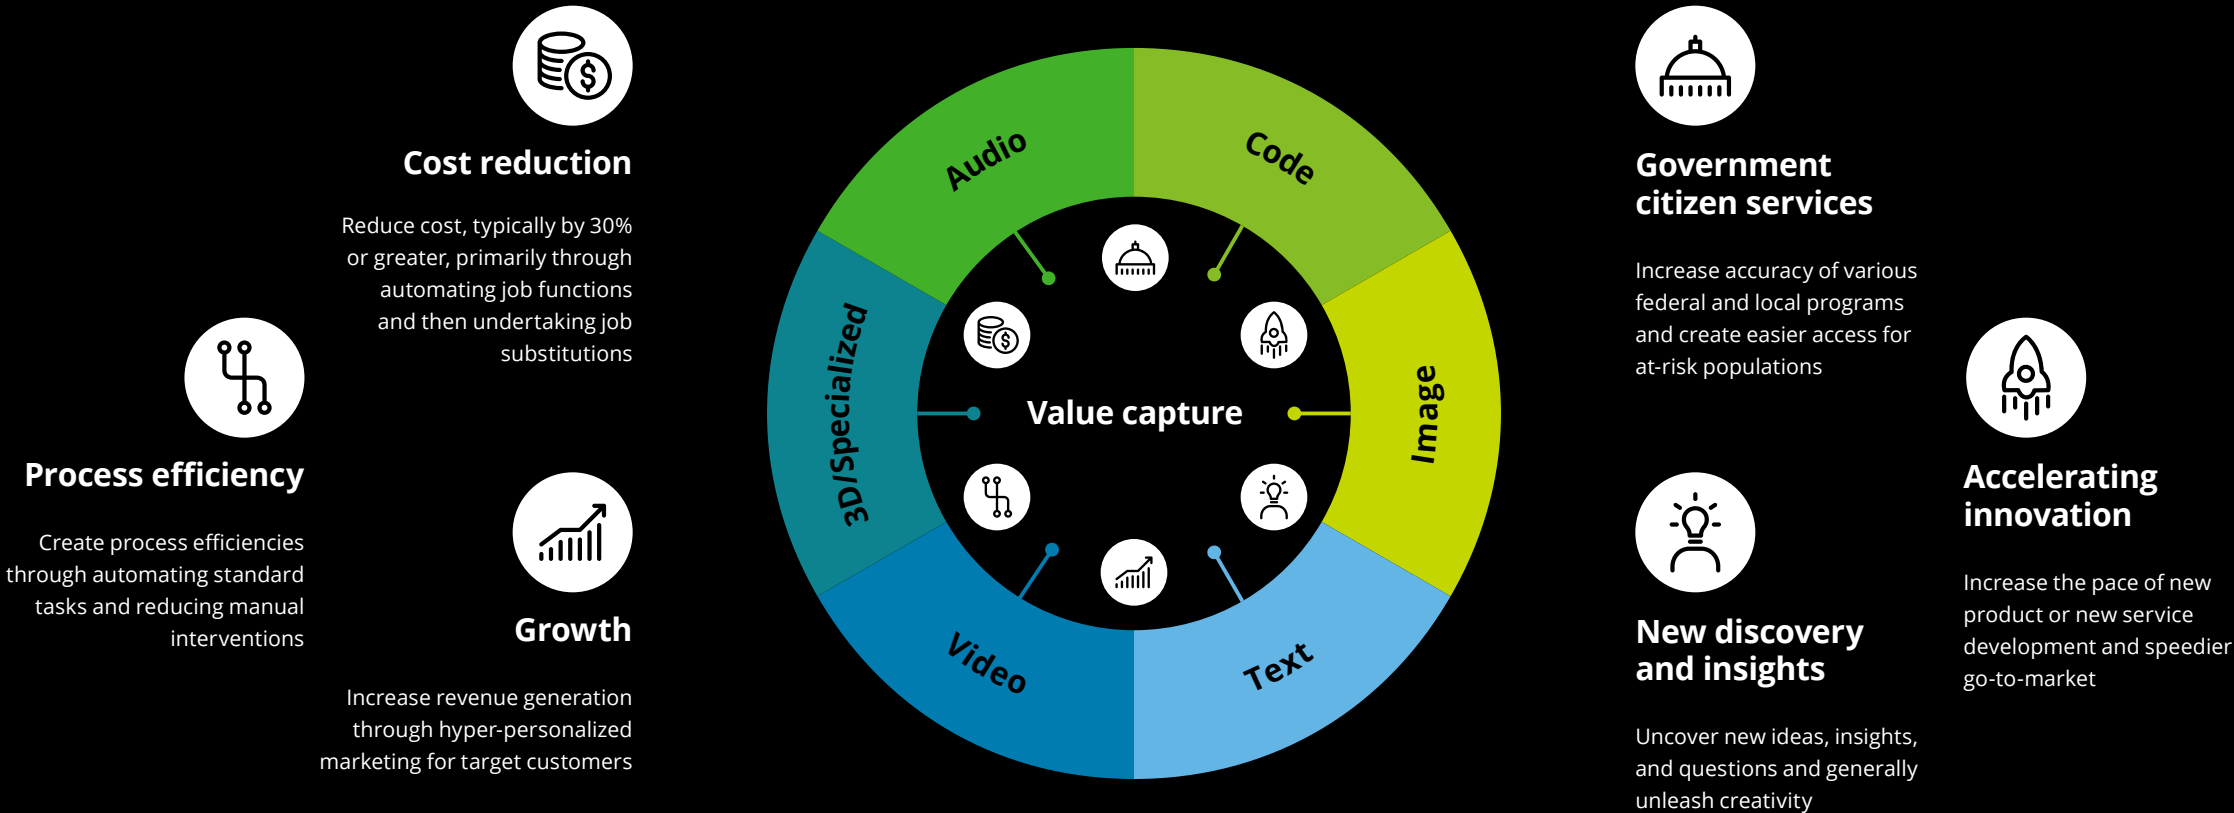 Cost reduction
Reduce cost, typically by 30%
or greater, primarily through
automating job functions
and then undertaking job
substitutions
Process efficiency
Create process efficiencies
through automating standard
tasks and reducing manual
interventions
Growth
Increase revenue generation
through hyper-personalized
marketing for target customers
Audio
Code
Image
Text
Video
3D/Specialized
Value capture
Government
citizen services
Increase accuracy of various
federal and local programs
and create easier access for
at-risk populations
Accelerating
innovation
Increase the pace of new
product or new service
development and speedier
go-to-market
New discovery
and insights
Uncover new ideas, insights,
and questions and generally
unleash creativity